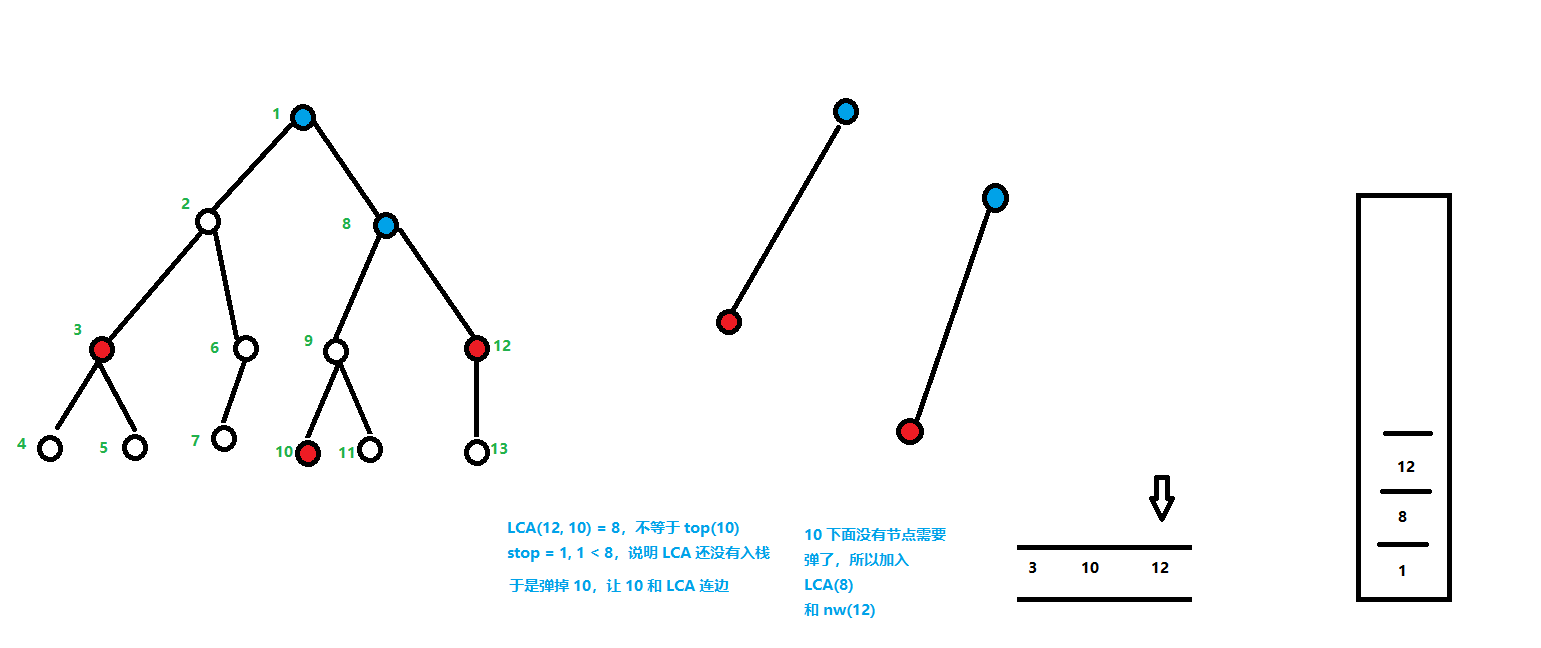 1
2
8
3
6
9
12
4
5
7
10
11
13
LCA(12, 10) = 8，不等于 top(10)
stop = 1, 1 < 8，说明 LCA 还没有入栈
于是弹掉 10，让 10 和 LCA 连边
10 下面没有节点需要
弹了，所以加入
LCA(8)
和 nw(12)
3 10 12
12
8
1